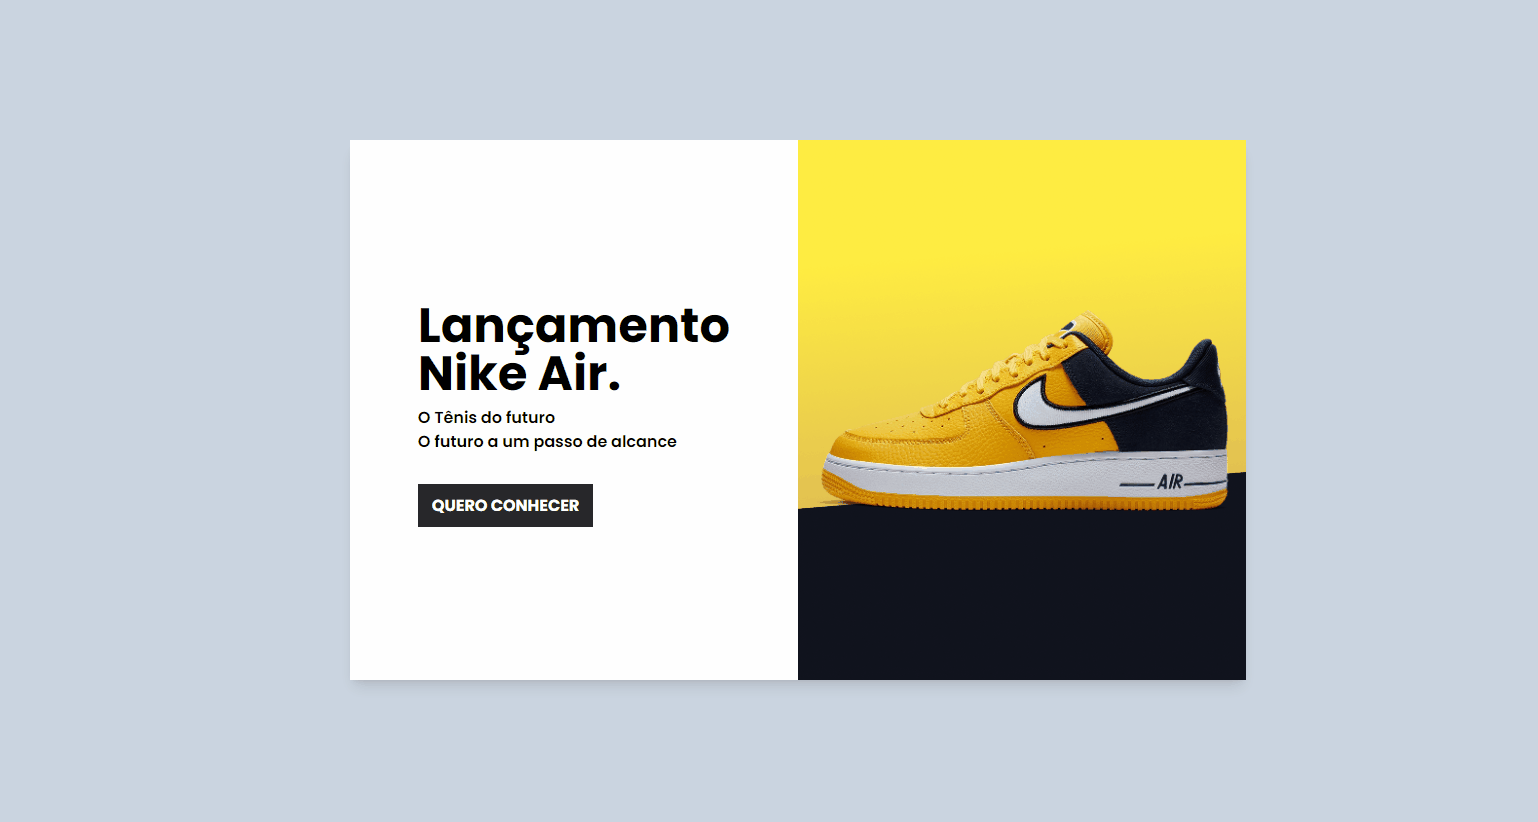 Lançamento
Nike Air.
O Tênis do futuro
O futuro a um passo de alcance
QUERO CONHECER
AIR